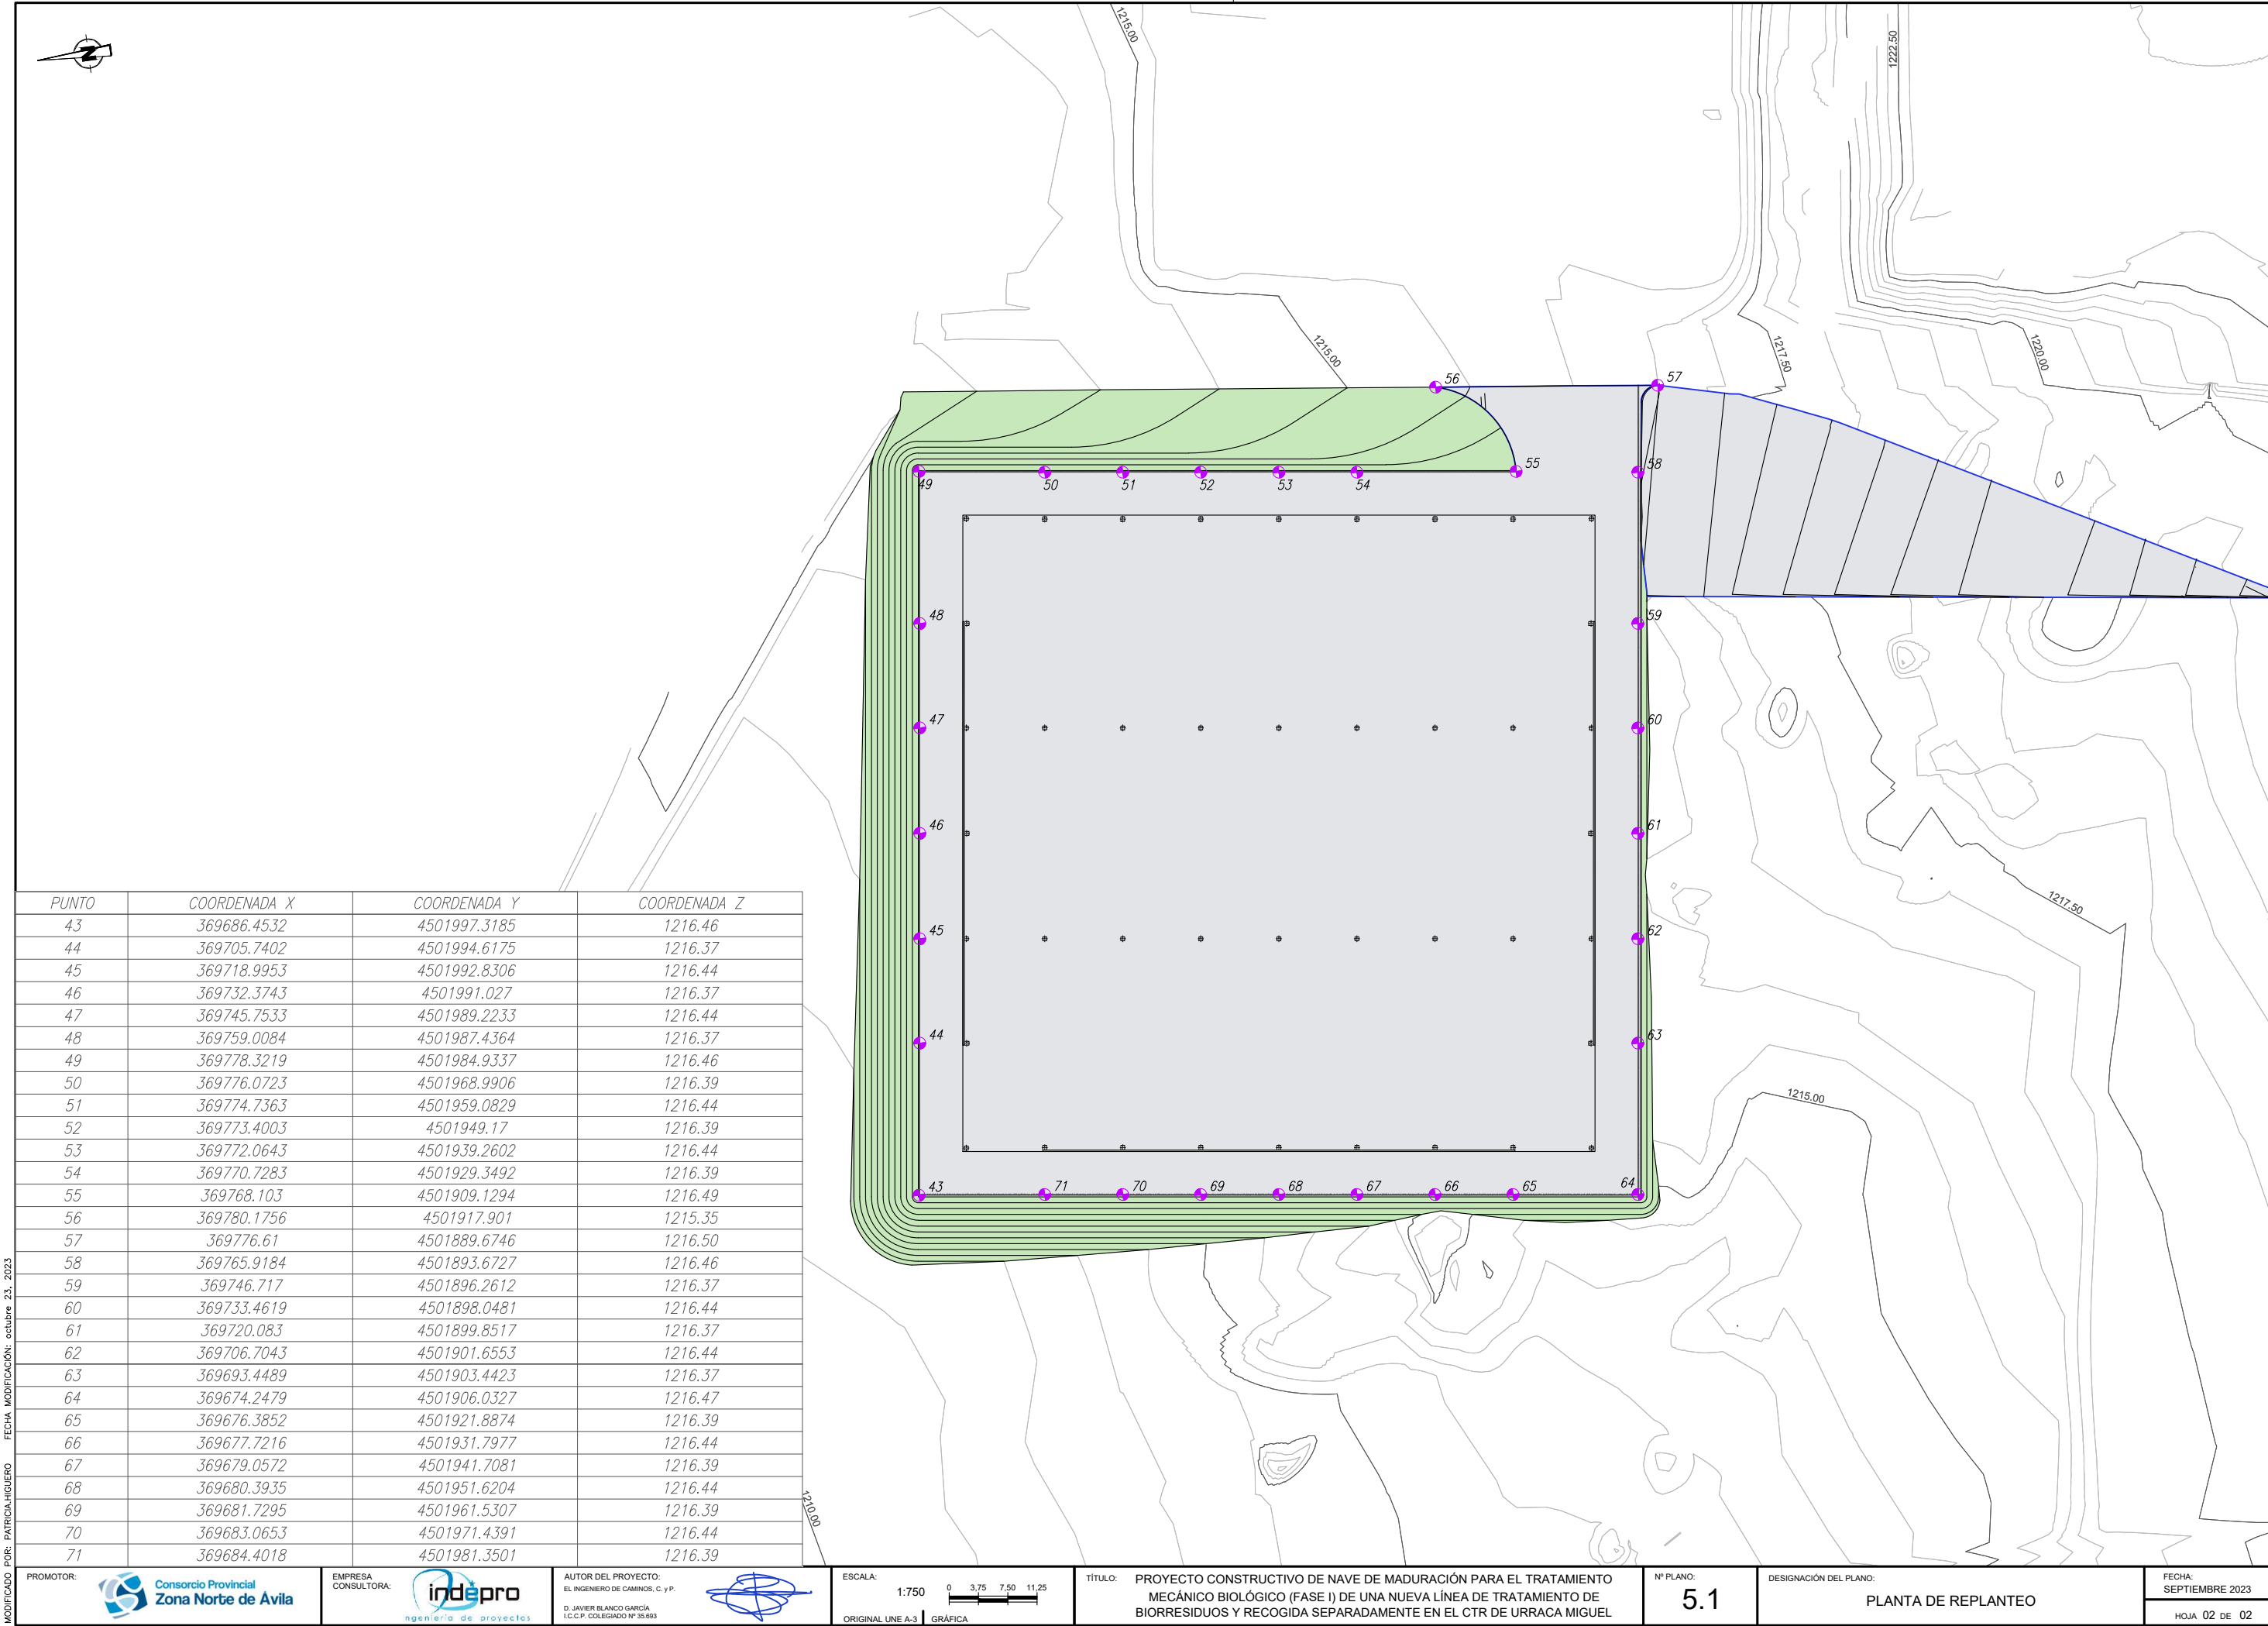 N
1215.00
1222.50
1215.00
1217.50
1220.00
56
57
55
58
49
50
51
52
53
54
48
59
47
60
46
61
45
62
44
63
43
71
70
69
68
67
66
65
64
1217.50
1215.00
1210.00
PUNTO COORDENADA X COORDENADA Y COORDENADA Z
43 369686.4532 4501997.3185 1216.46
44 369705.7402 4501994.6175 1216.37
45 369718.9953 4501992.8306 1216.44
46 369732.3743 4501991.027 1216.37
47 369745.7533 4501989.2233 1216.44
48 369759.0084 4501987.4364 1216.37
49 369778.3219 4501984.9337 1216.46
50 369776.0723 4501968.9906 1216.39
51 369774.7363 4501959.0829 1216.44
52 369773.4003 4501949.17 1216.39
53 369772.0643 4501939.2602 1216.44
54 369770.7283 4501929.3492 1216.39
55 369768.103 4501909.1294 1216.49
56 369780.1756 4501917.901 1215.35
57 369776.61 4501889.6746 1216.50
58 369765.9184 4501893.6727 1216.46
59 369746.717 4501896.2612 1216.37
60 369733.4619 4501898.0481 1216.44
61 369720.083 4501899.8517 1216.37
62 369706.7043 4501901.6553 1216.44
63 369693.4489 4501903.4423 1216.37
64 369674.2479 4501906.0327 1216.47
65 369676.3852 4501921.8874 1216.39
66 369677.7216 4501931.7977 1216.44
67 369679.0572 4501941.7081 1216.39
68 369680.3935 4501951.6204 1216.44
69 369681.7295 4501961.5307 1216.39
70 369683.0653 4501971.4391 1216.44
71 369684.4018 4501981.3501 1216.39
MODIFICADO POR: PATRICIA.HIGUERO FECHA MODIFICACIÓN: octubre 23, 2023
PROMOTOR:
Consorcio Provincial
Zona Norte de Ávila
EMPRESA
CONSULTORA:
indepro
ngeniería de proyectos
AUTOR DEL PROYECTO:
EL INGENIERO DE CAMINOS, C. y P.
D. JAVIER BLANCO GARCÍA
I.C.C.P. COLEGIADO Nº 35.693
ESCALA:
1:750
0 3,75 7,50 11,25
ORIGINAL UNE A-3 GRÁFICA
TÍTULO:
PROYECTO CONSTRUCTIVO DE NAVE DE MADURACIÓN PARA EL TRATAMIENTO
MECÁNICO BIOLÓGICO (FASE I) DE UNA NUEVA LÍNEA DE TRATAMIENTO DE
BIORRESIDUOS Y RECOGIDA SEPARADAMENTE EN EL CTR DE URRACA MIGUEL
Nº PLANO:
5.1
DESIGNACIÓN DEL PLANO:
PLANTA DE REPLANTEO
FECHA:
SEPTIEMBRE 2023
HOJA 02 DE 02